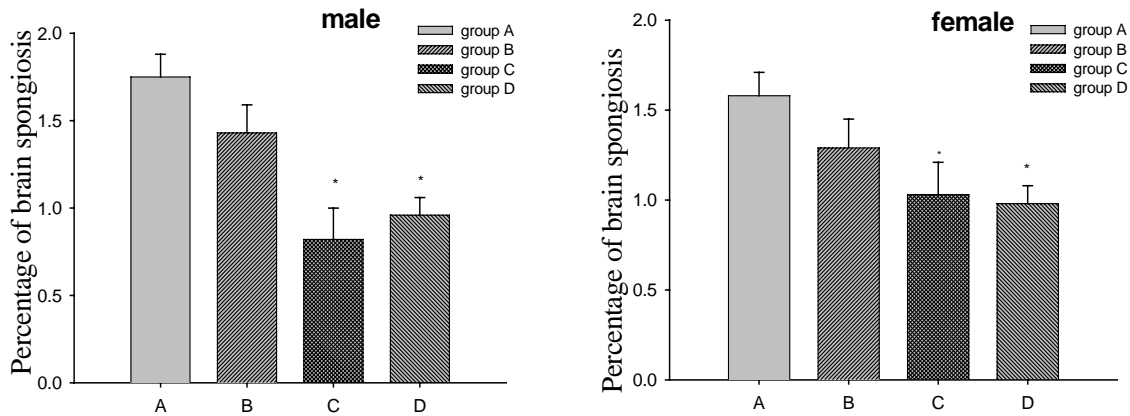 male
group A
group B
group C
group D
Percentage of brain spongiosis
2.0
1.5
1.0
0.5
0.0
*
*
A B C D
female
group A
group B
group C
group D
Percentage of brain spongiosis
2.0
1.5
1.0
0.5
0.0
*
*
A B C D